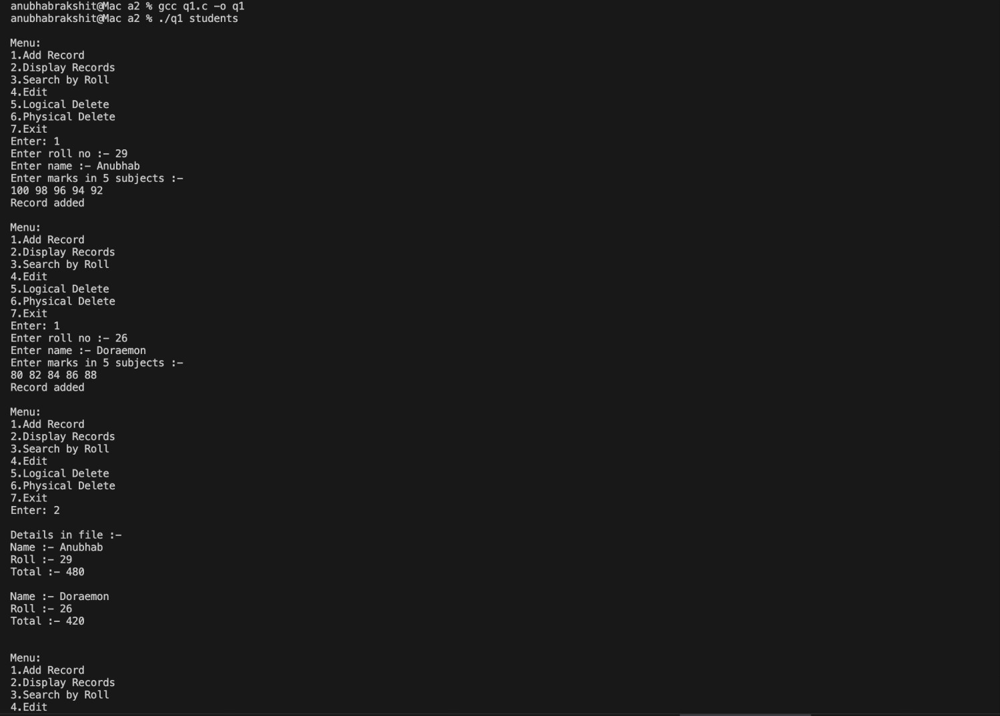 anubhabrakshit@Mac a2 % gcc q1.c -o q1
anubhabrakshit@Mac a2 % ./q1 students

Menu:
1.Add Record
2.Display Records
3.Search by Roll
4.Edit
5.Logical Delete
6.Physical Delete
7.Exit
Enter: 1
Enter roll no :- 29
Enter name :- Anubhab
Enter marks in 5 subjects :-
100 98 96 94 92
Record added

Menu:
1.Add Record
2.Display Records
3.Search by Roll
4.Edit
5.Logical Delete
6.Physical Delete
7.Exit
Enter: 1
Enter roll no :- 26
Enter name :- Doraemon
Enter marks in 5 subjects :-
80 82 84 86 88
Record added

Menu:
1.Add Record
2.Display Records
3.Search by Roll
4.Edit
5.Logical Delete
6.Physical Delete
7.Exit
Enter: 2

Details in file :-
Name :- Anubhab
Roll :- 29
Total :- 480

Name :- Doraemon
Roll :- 26
Total :- 420


Menu:
1.Add Record
2.Display Records
3.Search by Roll
4.Edit